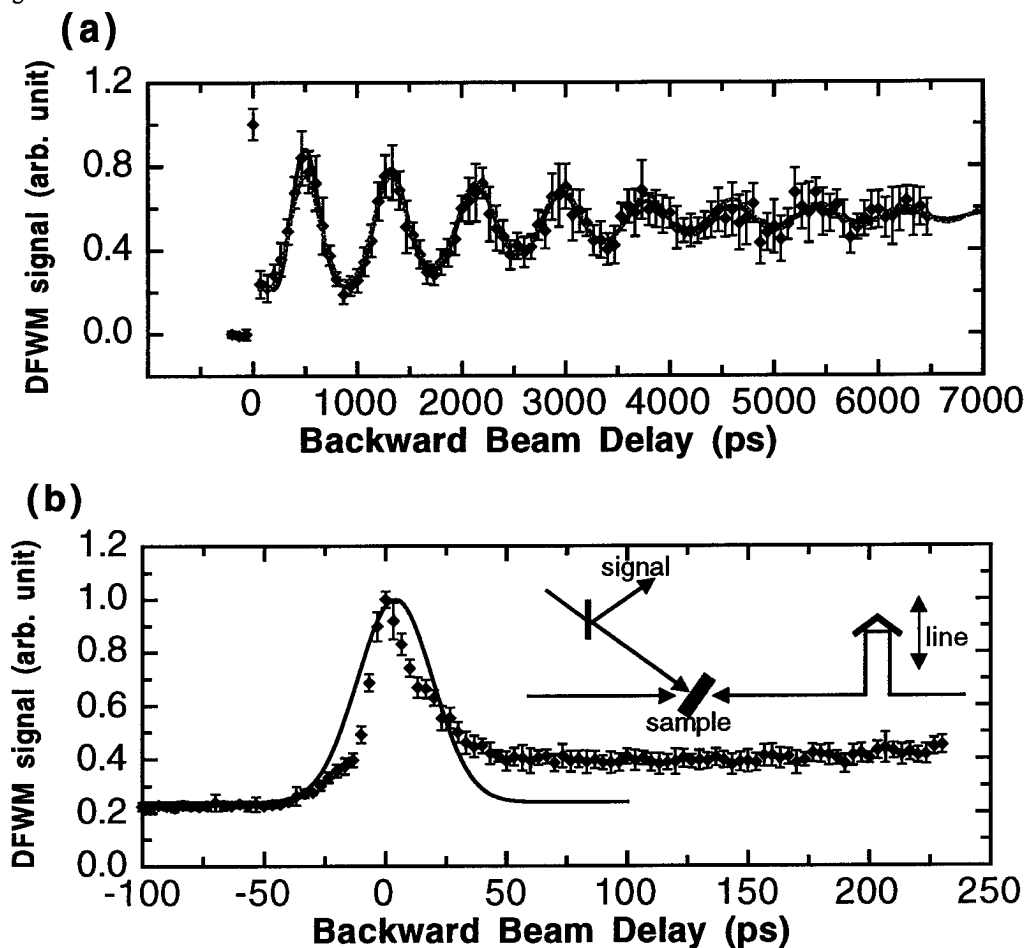 g
(a)
DFWM signal (arb. unit)
1.2
0.8
0.4
0.0
0 1000 2000 3000 4000 5000 6000 7000
Backward Beam Delay (ps)
(b)
DFWM signal (arb. unit)
1.2
1.0
0.8
0.6
0.4
0.2
0.0
signal
line
sample
-100 -50 0 50 100 150 200 250
Backward Beam Delay (ps)